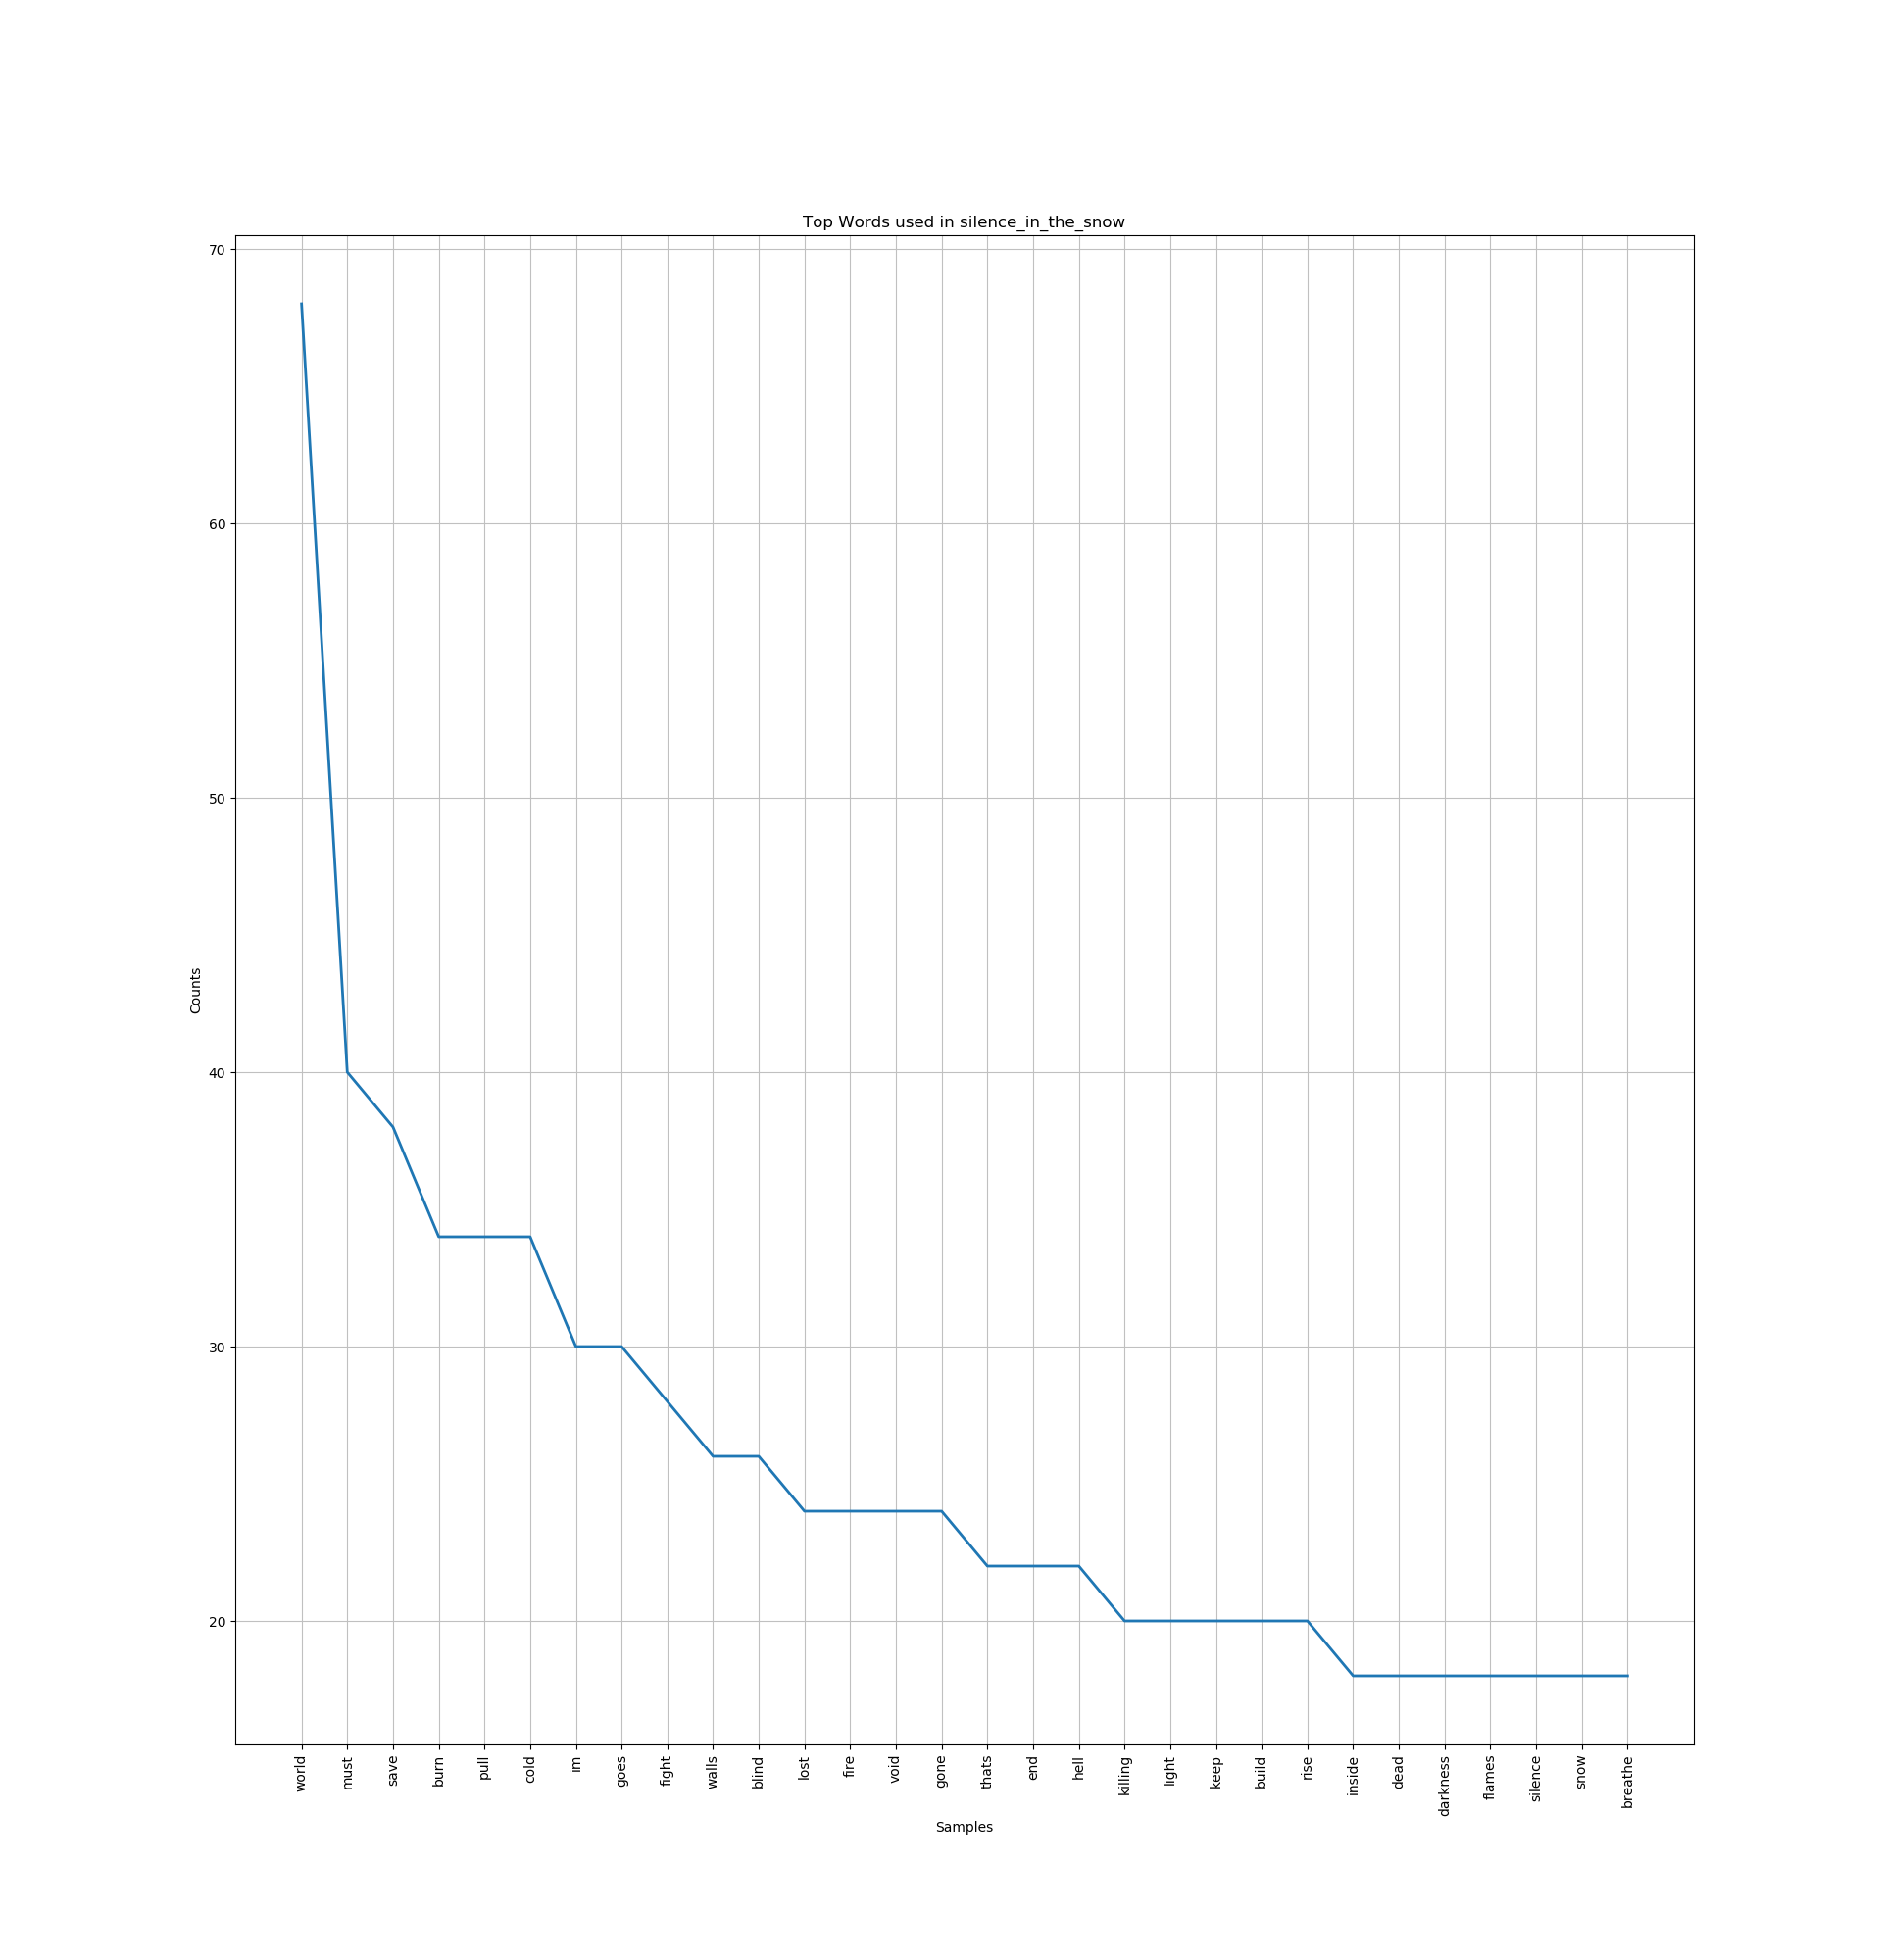 Top Words used in silence_in_the_snow
70
60
50
40
30
20
Counts
world
must
save
burn
pull
cold
im
goes
fight
walls
blind
lost
fire
void
gone
thats
end
hell
killing
light
keep
build
rise
inside
dead
darkness
flames
silence
snow
breathe
Samples